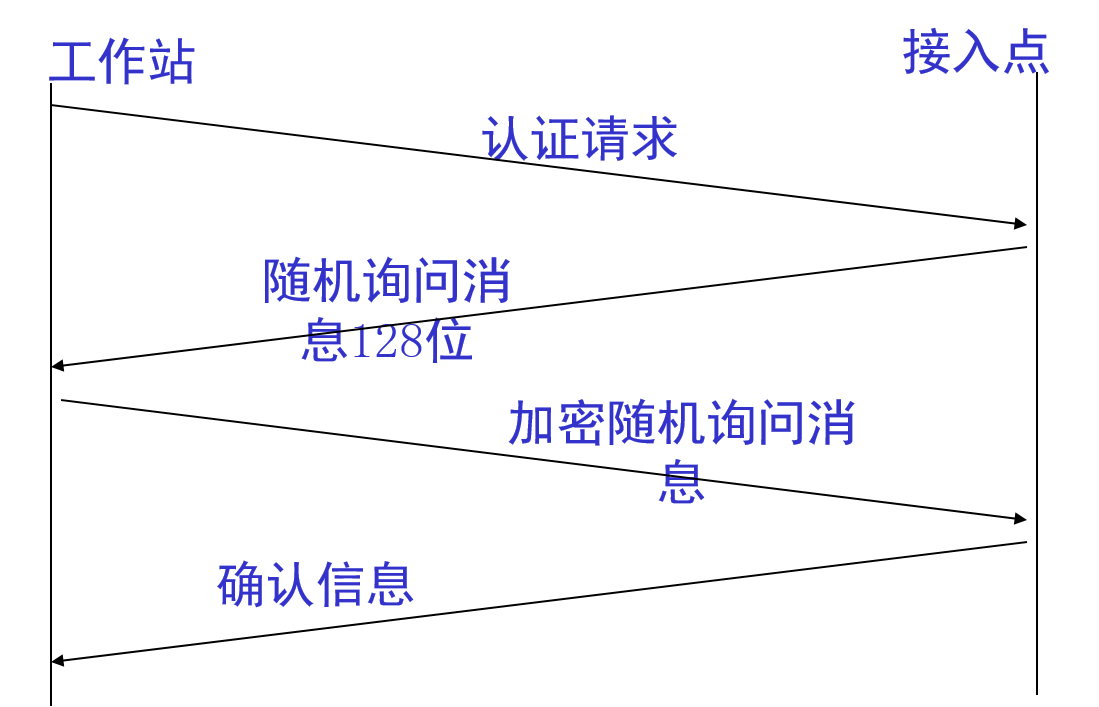 工作站
接入点
认证请求
随机询问消
息128位
加密随机询问消
息
确认信息